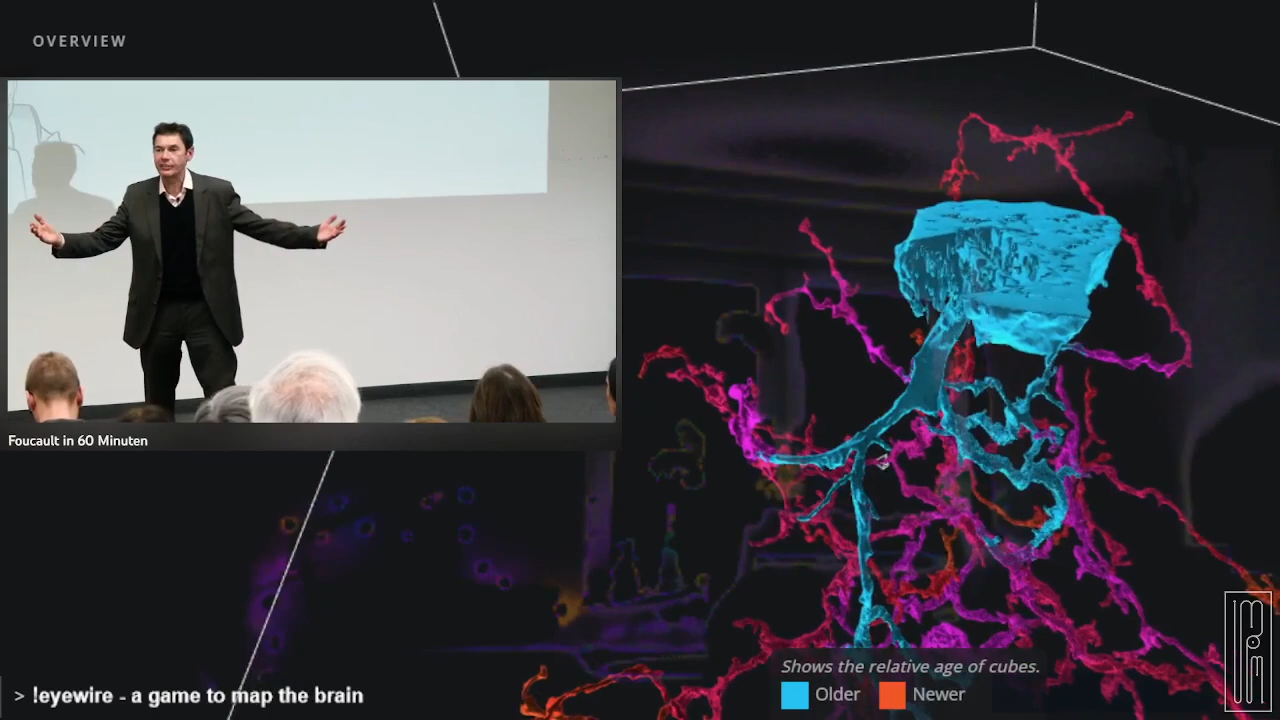 OVERVIEW
Foucault in 60 Minuten
Shows the relative age of cubes.
Older
Newer
> !eyewire - a game to map the brain